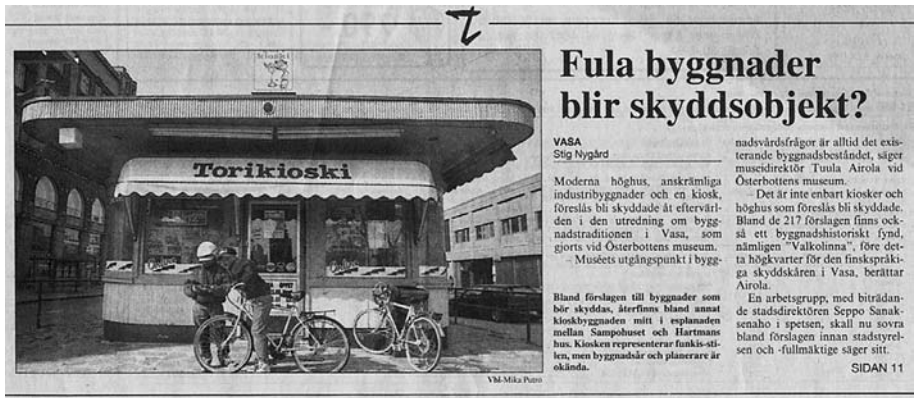 t
Torikioski
Vbl-Mika Putro
Fula byggnader
blir skyddsobjekt?
VASA
Stig Nygård
Moderna höghus, anskrämliga
industribyggnader och en kiosk,
föreslås bli skyddade åt eftervärl-
den i den utredning om bygg-
nadstraditionen i Vasa, som
gjorts vid Österbottens museum.
– Muséets utgångspunkt i bygg-
Bland förslagen till byggnader som
bör skyddas, återfinns bland annat
kioskbyggnaden mitt i esplanaden
mellan Sampohuset och Hartmans
hus. Kiosken representerar funkis-sti-
len, men byggnadsår och planerare är
okända.
nadsvårdsfrågor är alltid det exis-
terande byggnadsbeståndet, säger
museidirektör Tuula Airola vid
Österbottens museum.
Det är inte enbart kiosker och
höghus som föreslås bli skyddade.
Bland de 217 förslagen finns ock-
så ett byggnadshistoriskt fynd,
nämligen "Valkolinna", före det-
ta högkvarter för den finskspråki-
ga skyddskåren i Vasa, berättar
Airola.
En arbetsgrupp, med biträdan-
de stadsdirektören Seppo Sanak-
senaho i spetsen, skall nu sovra
bland förslagen innan stadsstyrel-
sen och -fullmäktige säger sitt.
SIDAN 11